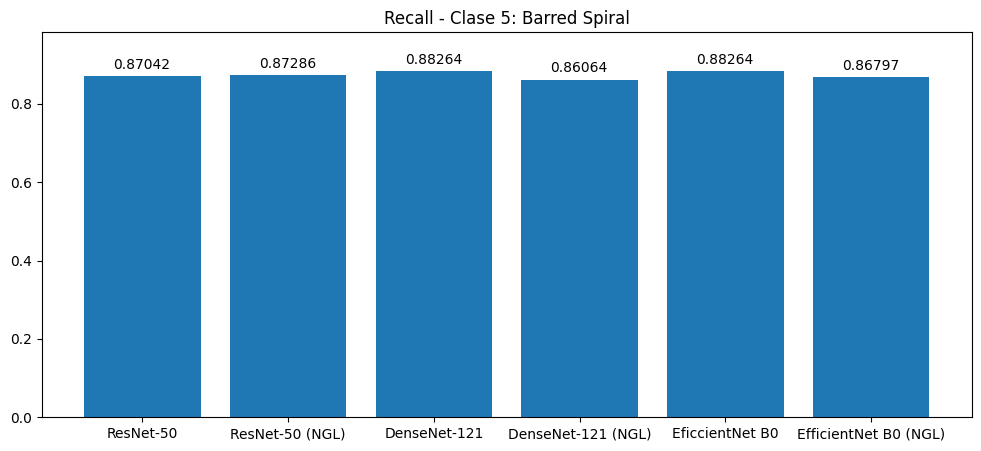 Recall - Clase 5: Barred Spiral
0.87042 0.87286 0.88264 0.86064 0.88264 0.86797
0.8
0.6
0.4
0.2
0.0
ResNet-50 ResNet-50 (NGL) DenseNet-121 DenseNet-121 (NGL) EficcientNet B0 EfficientNet B0 (NGL)